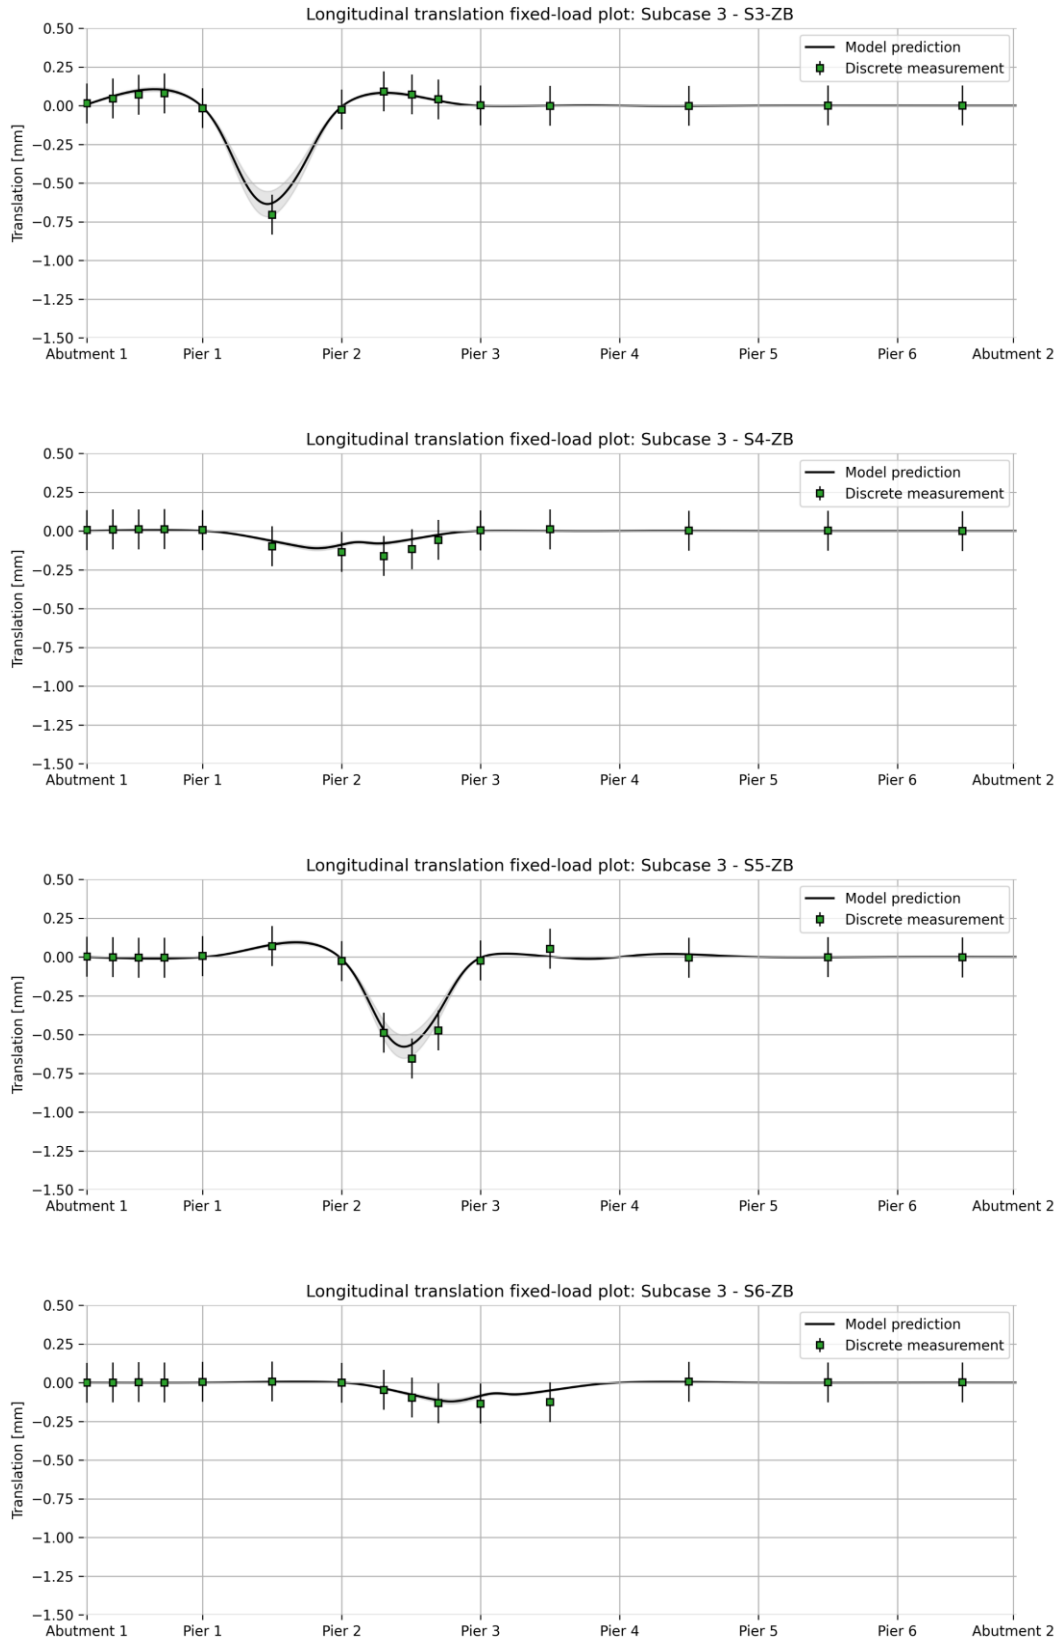 Longitudinal translation fixed-load plot: Subcase 3 - S3-ZB
Model prediction
Discrete measurement
Translation [mm]
0.50
0.25
0.00
−0.25
−0.50
−0.75
−1.00
−1.25
−1.50
Abutment 1 Pier 1 Pier 2 Pier 3 Pier 4 Pier 5 Pier 6 Abutment 2
Longitudinal translation fixed-load plot: Subcase 3 - S4-ZB
Model prediction
Discrete measurement
Translation [mm]
0.50
0.25
0.00
−0.25
−0.50
−0.75
−1.00
−1.25
−1.50
Abutment 1 Pier 1 Pier 2 Pier 3 Pier 4 Pier 5 Pier 6 Abutment 2
Longitudinal translation fixed-load plot: Subcase 3 - S5-ZB
Model prediction
Discrete measurement
Translation [mm]
0.50
0.25
0.00
−0.25
−0.50
−0.75
−1.00
−1.25
−1.50
Abutment 1 Pier 1 Pier 2 Pier 3 Pier 4 Pier 5 Pier 6 Abutment 2
Longitudinal translation fixed-load plot: Subcase 3 - S6-ZB
Model prediction
Discrete measurement
Translation [mm]
0.50
0.25
0.00
−0.25
−0.50
−0.75
−1.00
−1.25
−1.50
Abutment 1 Pier 1 Pier 2 Pier 3 Pier 4 Pier 5 Pier 6 Abutment 2